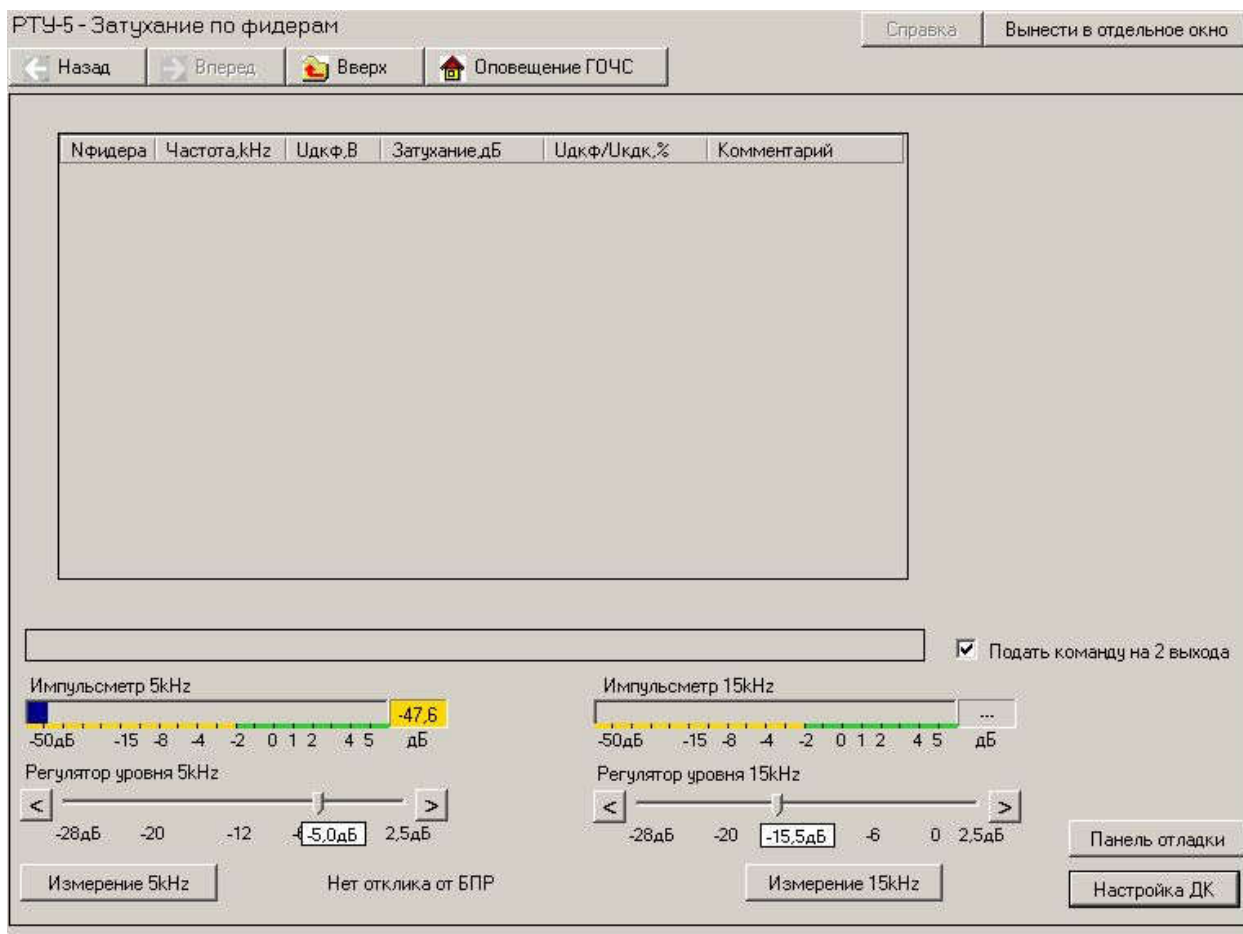 РТУ-5 - Затухание по фидерам
Справка
Вынести в отдельное окно
Назад
Вперед
Вверх
Оповещение ГОЧС
Nфидера Частота,kHz Uдкф,В Затухание,дБ Uдкф/Uкдк,% Комментарий
Подать команду на 2 выхода
Импульсметр 5kHz
-47,6
-50дБ -15 -8 -4 -2 0 1 2 4 5 дБ
Импульсметр 15kHz
...
-50дБ -15 -8 -4 -2 0 1 2 4 5 дБ
Регулятор уровня 5kHz
< >
-28дБ -20 -12 -5,0дБ 2,5дБ
Регулятор уровня 15kHz
< >
-28дБ -20 -15,5дБ -6 0 2,5дБ
Панель отладки
Измерение 5kHz
Нет отклика от БПР
Измерение 15kHz
Настройка ДК